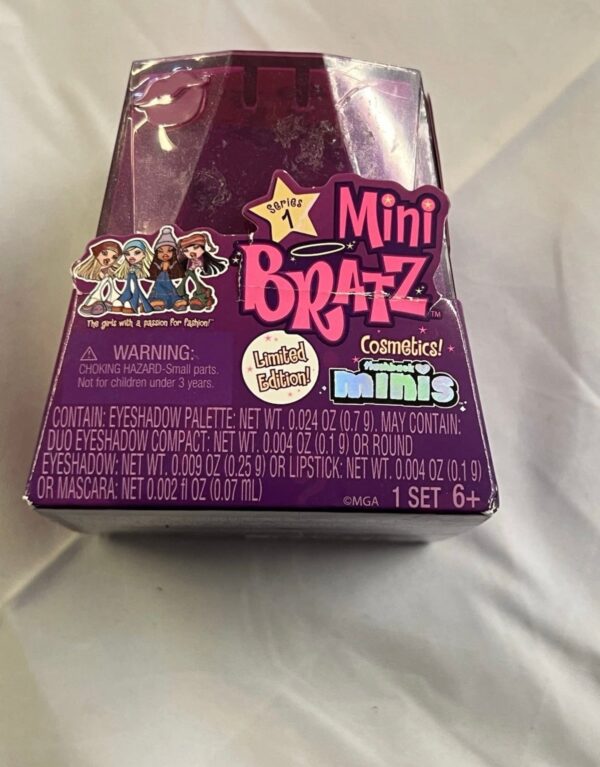 Series
1
Mini
BRATZ
TM
The girls with a passion for fashion!™
Cosmetics!
flashback
minis
Limited
Edition!
⚠ WARNING:
CHOKING HAZARD-Small parts.
Not for children under 3 years.
CONTAIN: EYESHADOW PALETTE: NET WT. 0.024 OZ (0.7 g). MAY CONTAIN:
DUO EYESHADOW COMPACT: NET WT. 0.004 OZ (0.1 g) OR ROUND
EYESHADOW: NET WT. 0.009 OZ (0.25 g) OR LIPSTICK: NET WT. 0.004 OZ (0.1 g)
OR MASCARA: NET 0.002 fl OZ (0.07 mL)
©MGA 1 SET 6+